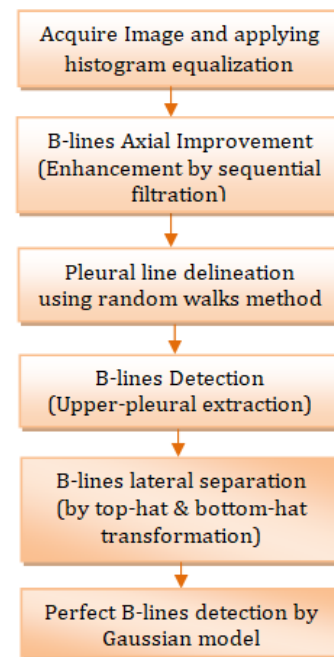 Acquire Image and applying
histogram equalization
B-lines Axial Improvement
(Enhancement by sequential
filtration)
Pleural line delineation
using random walks method
B-lines Detection
(Upper-pleural extraction)
B-lines lateral separation
(by top-hat & bottom-hat
transformation)
Perfect B-lines detection by
Gaussian model